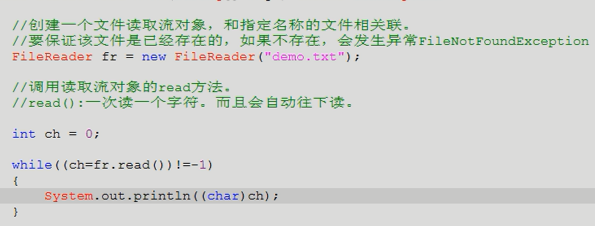 //创建一个文件读取流对象，和指定名称的文件相关联。
//要保证该文件是已经存在的，如果不存在，会发生异常FileNotFoundException
FileReader fr = new FileReader("demo.txt");
//调用读取流对象的read方法。
//read():一次读一个字符。而且会自动往下读。
int ch = 0;
while((ch=fr.read())!=-1)
{
System.out.println((char)ch);
}